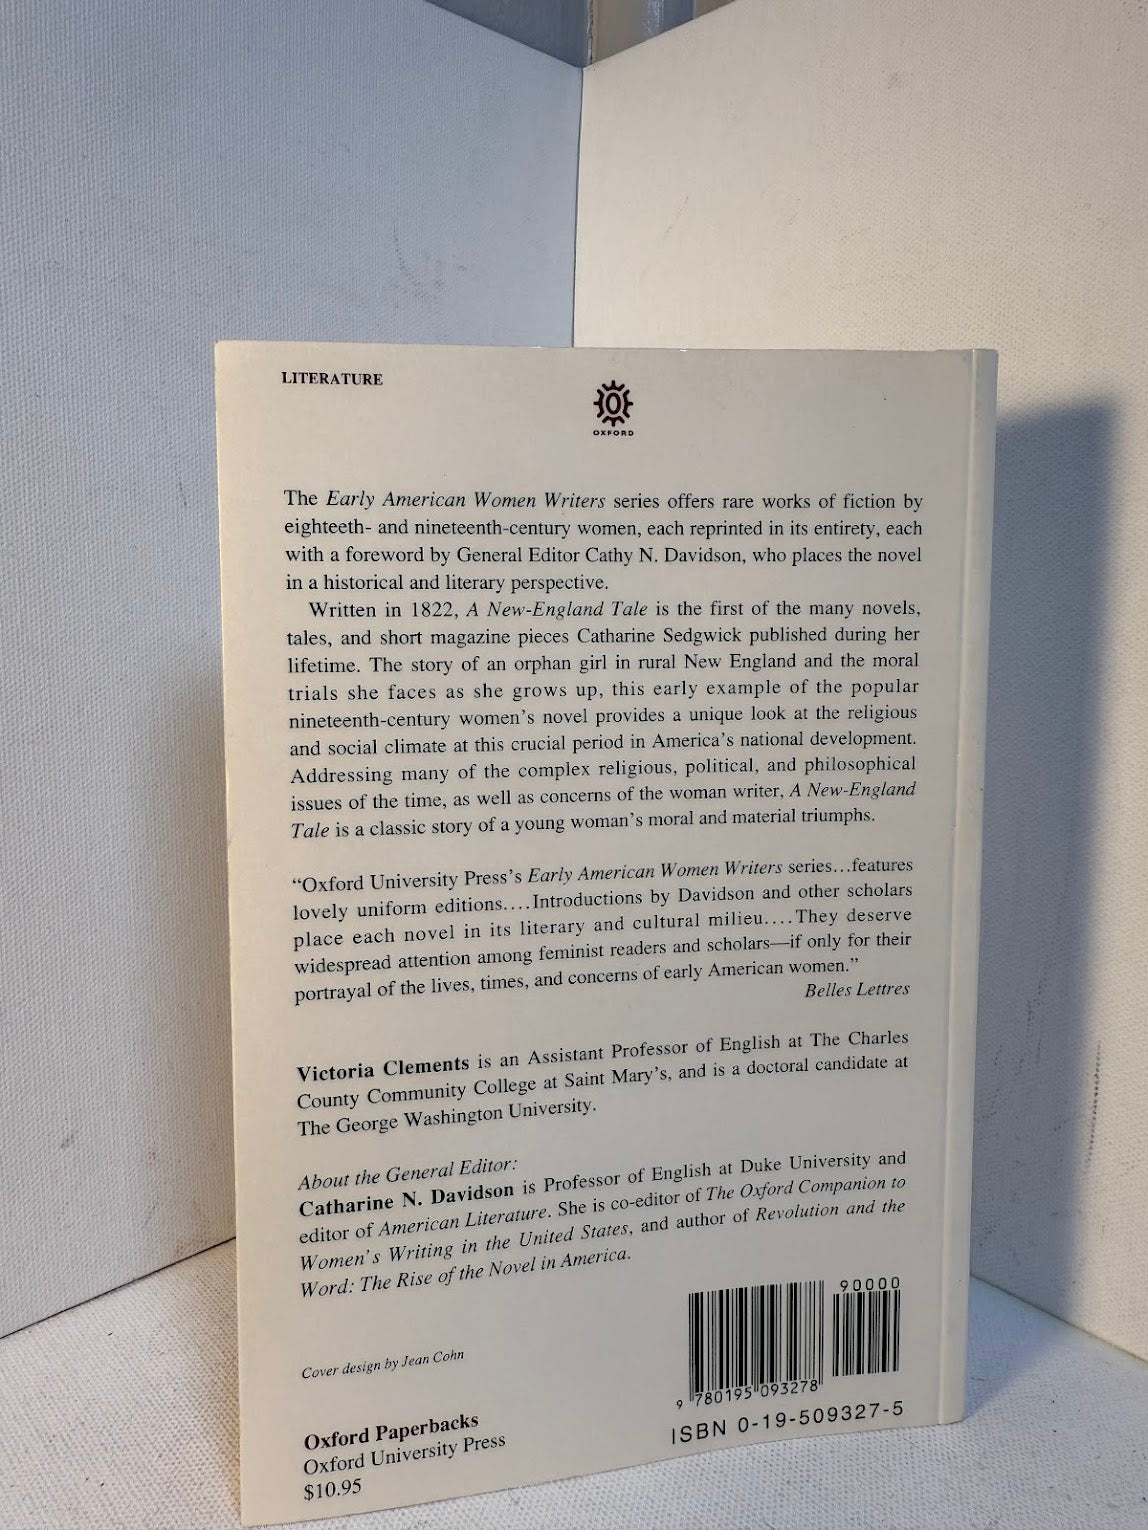 LITERATURE
OXFORD
The Early American Women Writers series offers rare works of fiction by
eighteeth- and nineteenth-century women, each reprinted in its entirety, each
with a foreword by General Editor Cathy N. Davidson, who places the novel
in a historical and literary perspective.
Written in 1822, A New-England Tale is the first of the many novels,
tales, and short magazine pieces Catharine Sedgwick published during her
lifetime. The story of an orphan girl in rural New England and the moral
trials she faces as she grows up, this early example of the popular
nineteenth-century women's novel provides a unique look at the religious
and social climate at this crucial period in America's national development.
Addressing many of the complex religious, political, and philosophical
issues of the time, as well as concerns of the woman writer, A New-England
Tale is a classic story of a young woman's moral and material triumphs.
“Oxford University Press's Early American Women Writers series...features
lovely uniform editions....Introductions by Davidson and other scholars
place each novel in its literary and cultural milieu....They deserve
widespread attention among feminist readers and scholars—if only for their
portrayal of the lives, times, and concerns of early American women.”
Belles Lettres
Victoria Clements is an Assistant Professor of English at The Charles
County Community College at Saint Mary's, and is a doctoral candidate at
The George Washington University.
About the General Editor:
Catharine N. Davidson is Professor of English at Duke University and
editor of American Literature. She is co-editor of The Oxford Companion to
Women's Writing in the United States, and author of Revolution and the
Word: The Rise of the Novel in America.
90000
Cover design by Jean Cohn
9 780195 093278
ISBN 0-19-509327-5
Oxford Paperbacks
Oxford University Press
$10.95